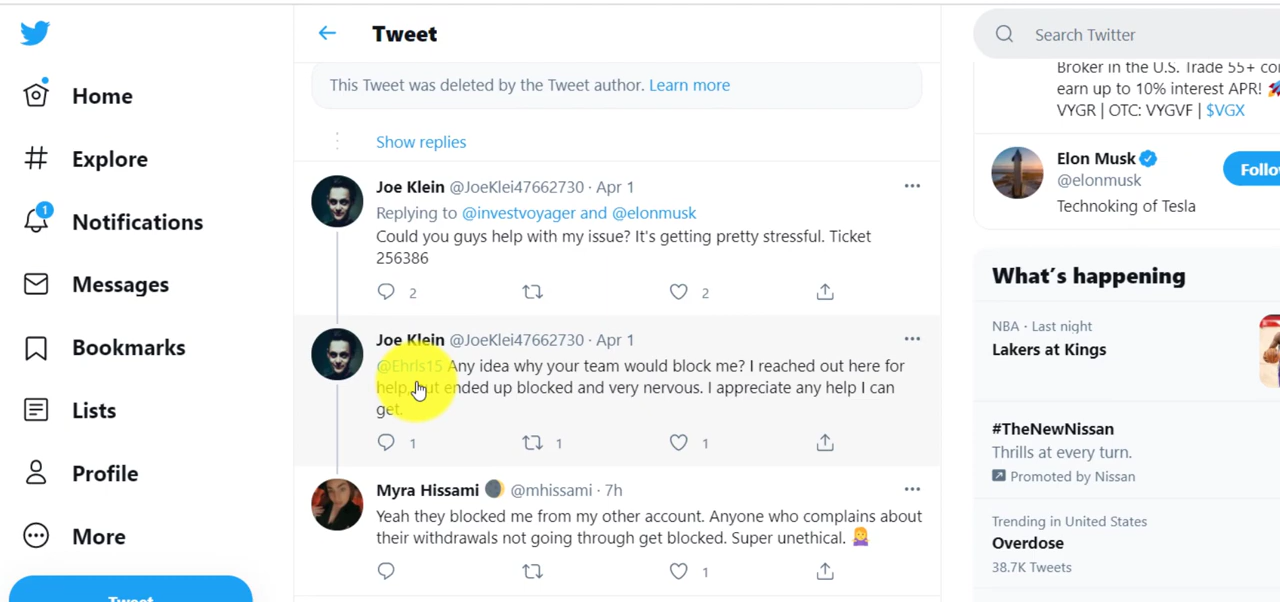 Home
Explore
Notifications
1
Messages
Bookmarks
Lists
Profile
More
Tweet
Tweet
This Tweet was deleted by the Tweet author. Learn more
Show replies
Joe Klein @JoeKlei47662730 · Apr 1
Replying to @investvoyager and @elonmusk
Could you guys help with my issue? It's getting pretty stressful. Ticket
256386
2
2
Joe Klein @JoeKlei47662730 · Apr 1
@Ehrls15 Any idea why your team would block me? I reached out here for
help, but ended up blocked and very nervous. I appreciate any help I can
get.
1
1
1
Myra Hissami @mhissami · 7h
Yeah they blocked me from my other account. Anyone who complains about
their withdrawals not going through get blocked. Super unethical.
1
Search Twitter
Broker in the U.S. Trade 55+
earn up to 10% interest APR!
VYGR | OTC: VYGVF | $VGX
Elon Musk
@elonmusk
Technoking of Tesla
Follo
What's happening
NBA · Last night
Lakers at Kings
#TheNewNissan
Thrills at every turn.
Promoted by Nissan
Trending in United States
Overdose
38.7K Tweets